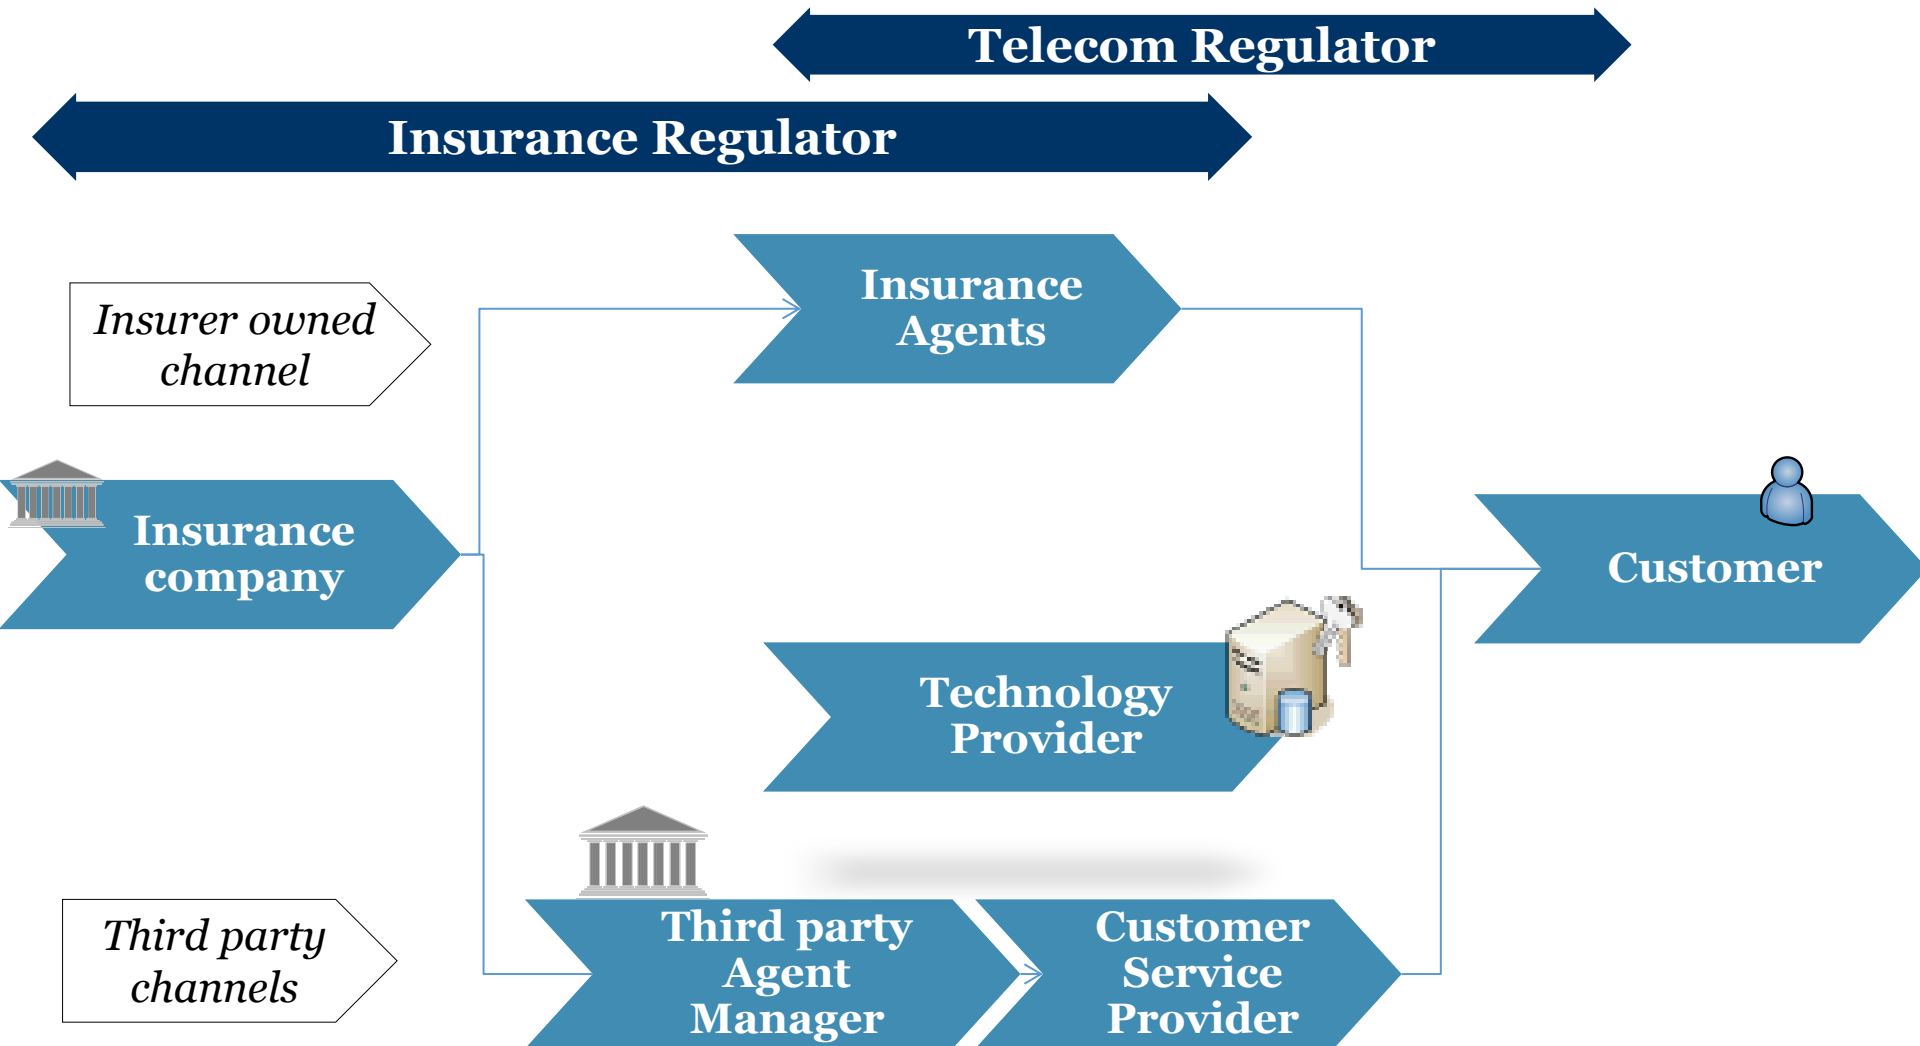 Telecom Regulator
Insurance Regulator
Insurance
Agents
Insurer owned
channel
Insurance
company
Customer
Technology
Provider
Third party
channels
Third party
Agent
Manager
Customer
Service
Provider